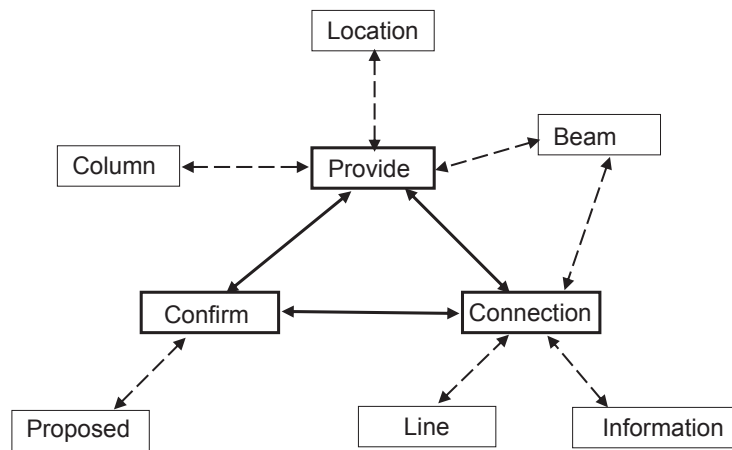 Location
Beam
Column
Provide
Confirm
Connection
Proposed
Line
Information